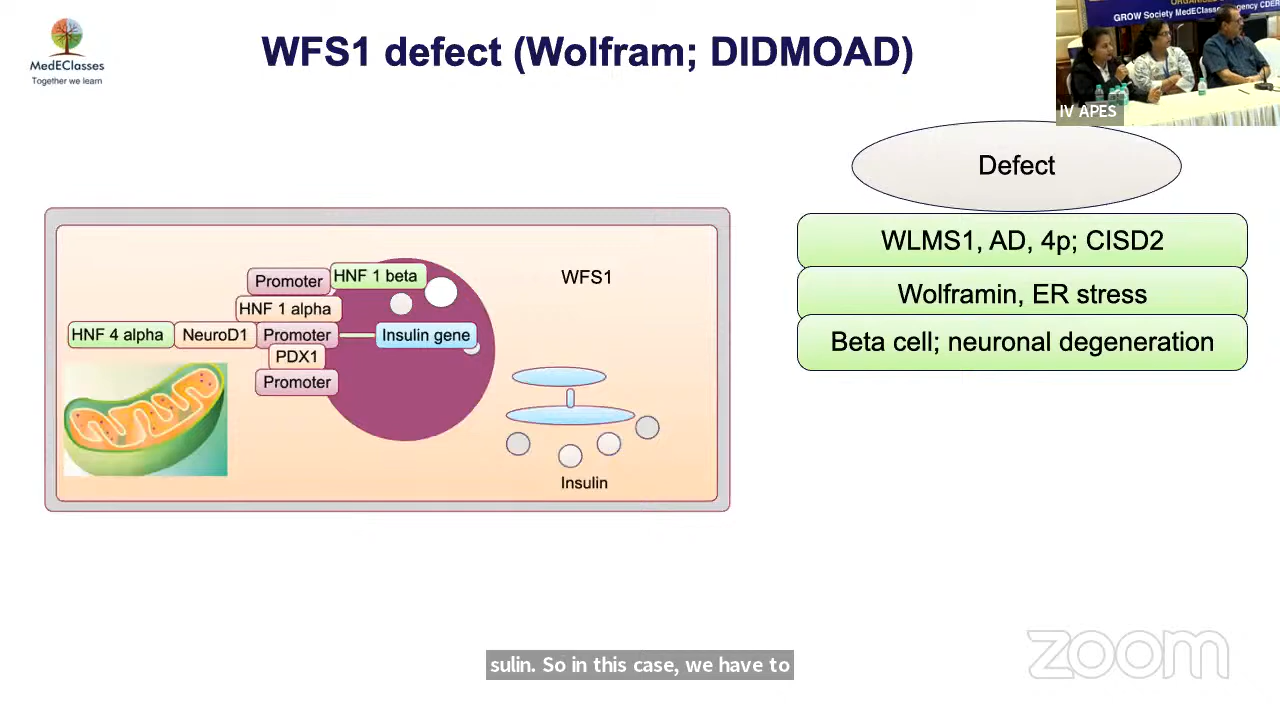 MedEClasses
Together we learn
WFS1 defect (Wolfram; DIDMOAD)
GROW Society MedEClasses
gency CDER
IV APES
Defect
WLMS1, AD, 4p; CISD2
Wolframin, ER stress
Beta cell; neuronal degeneration
Promoter
HNF 1 beta
WFS1
HNF 1 alpha
HNF 4 alpha
NeuroD1
Promoter
Insulin gene
PDX1
Promoter
Insulin
sulin. So in this case, we have to
zoom